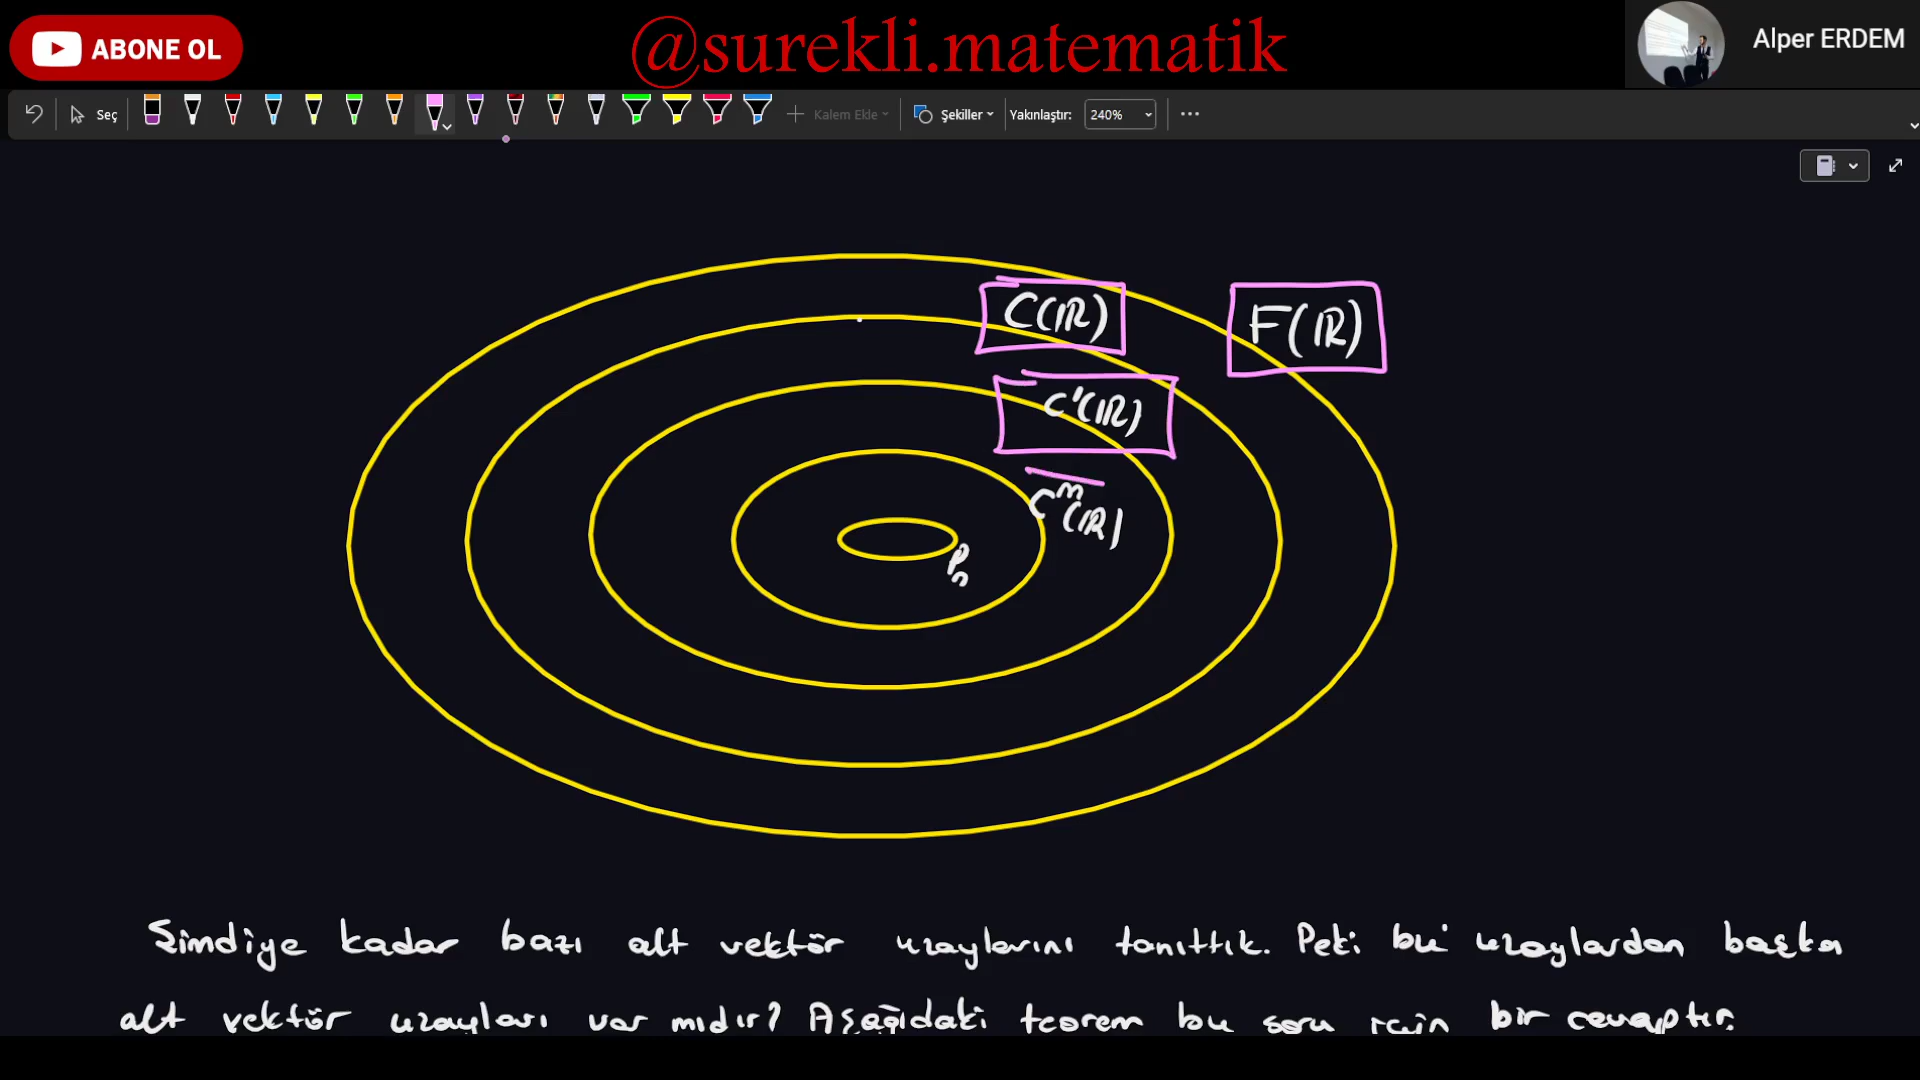 ABONE OL
@surekli.matematik
Alper ERDEM
Seç
Kalem Ekle
Şekiller
Yakınlaştır:
240%
C(ℝ)
F(ℝ)
C'(ℝ)
Cᵐ(ℝ)
Pₙ
Şimdiye kadar bazı alt vektör uzaylarını tanıttık. Peki bu uzaylardan başka
alt vektör uzayları var mıdır? Aşağıdaki teorem bu soru için bir cevaptır.